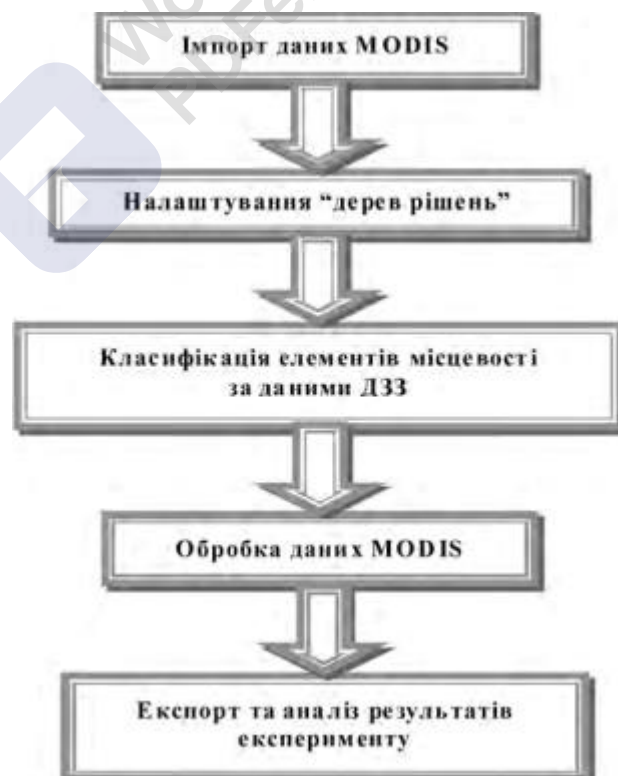 Імпорт даних MODIS
Налаштування “дерев рішень”
Класифікація елементів місцевості
за даними ДЗЗ
Обробка даних MODIS
Експорт та аналіз результатів
експерименту